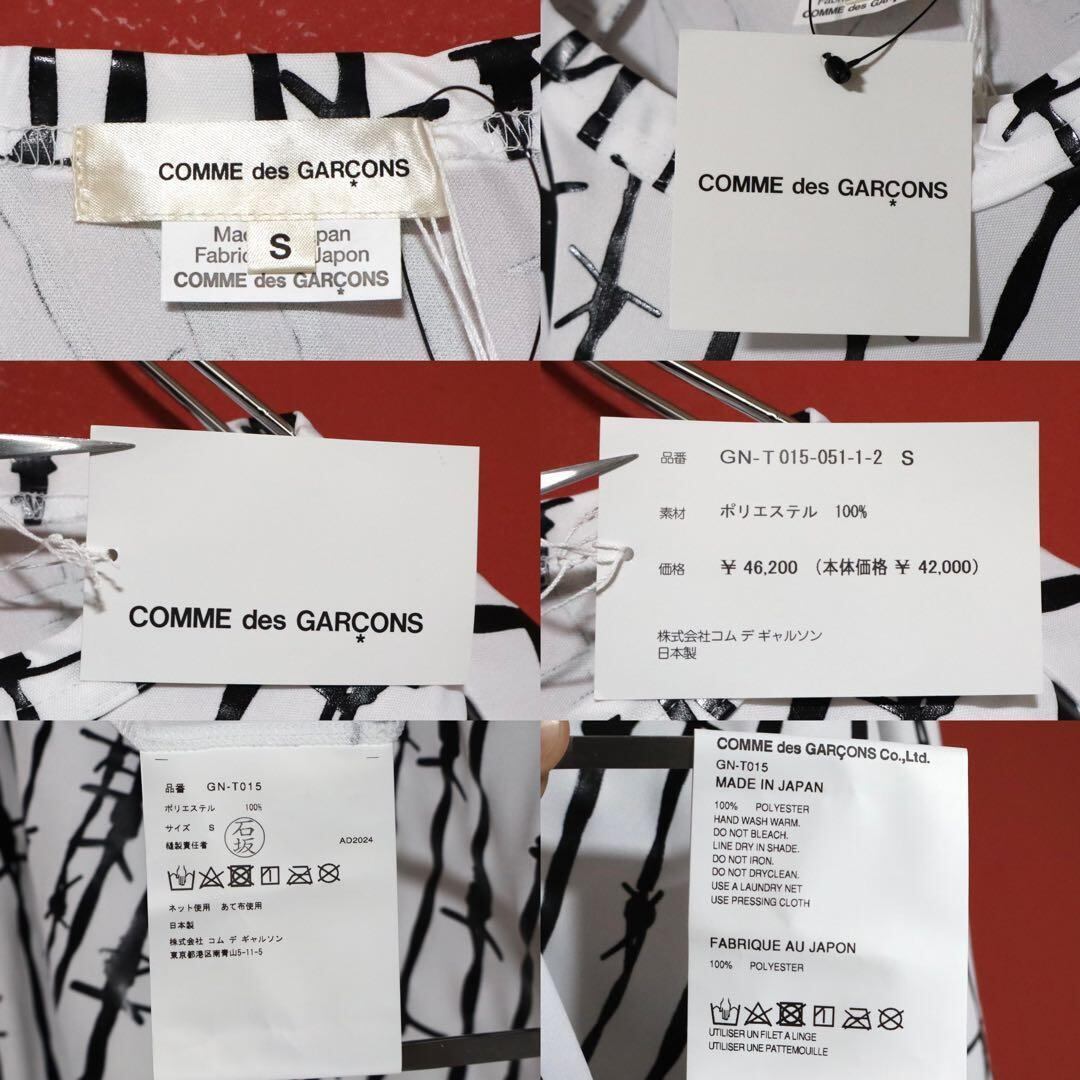 COMME des GARÇONS
S
Fabric
COMME des GARÇONS
COMME des GARÇONS
COMME des GARÇONS
COMME des GARÇONS
品番 GN-T 015-051-1-2 S
素材 ポリエステル 100%
価格 ¥ 46,200 (本体価格 ¥ 42,000)
株式会社コム デ ギャルソン
日本製
品番 GN-T015
ポリエステル 100%
サイズ S
縫製責任者
石坂
AD2024
ネット使用 あて布使用
日本製
株式会社 コム デ ギャルソン
東京都港区南青山5-11-5
COMME des GARÇONS Co.,Ltd.
GN-T015
MADE IN JAPAN
100% POLYESTER
HAND WASH WARM.
DO NOT BLEACH.
LINE DRY IN SHADE.
DO NOT IRON.
DO NOT DRYCLEAN.
USE A LAUNDRY NET
USE PRESSING CLOTH
FABRIQUE AU JAPON
100% POLYESTER
UTILISER UN FILET A LINGE
UTILISER UNE PATTEMOUILLE